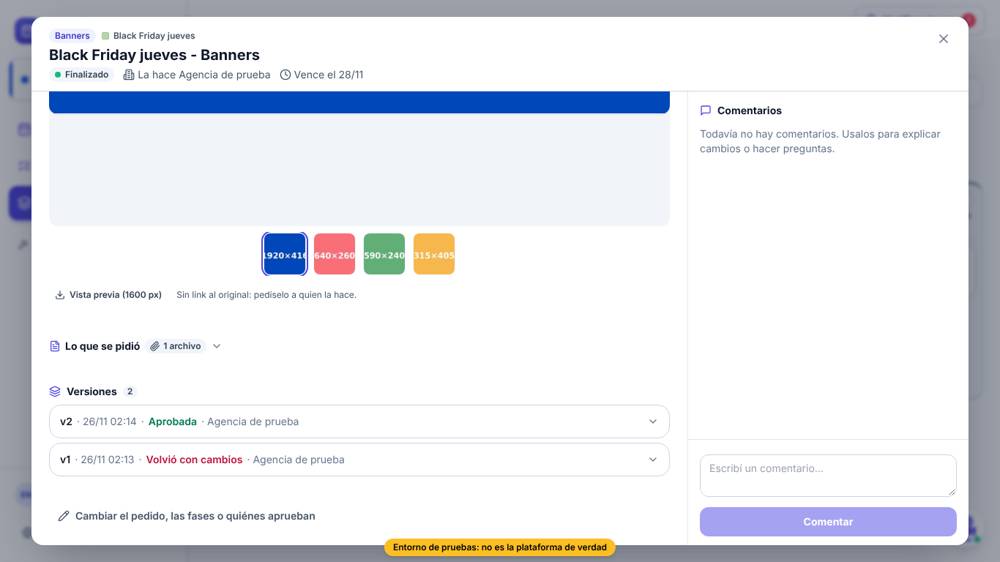 Banners Black Friday jueves
Black Friday jueves - Banners
Finalizado La hace Agencia de prueba Vence el 28/11
1920×416 640×260 590×240 315×405
Vista previa (1600 px) Sin link al original: pedíselo a quien la hace.
Lo que se pidió 1 archivo
Versiones 2
v2 · 26/11 02:14 · Aprobada · Agencia de prueba
v1 · 26/11 02:13 · Volvió con cambios · Agencia de prueba
Cambiar el pedido, las fases o quiénes aprueban
Comentarios
Todavía no hay comentarios. Usalos para explicar
cambios o hacer preguntas.
Escribí un comentario...
Comentar
Entorno de pruebas: no es la plataforma de verdad